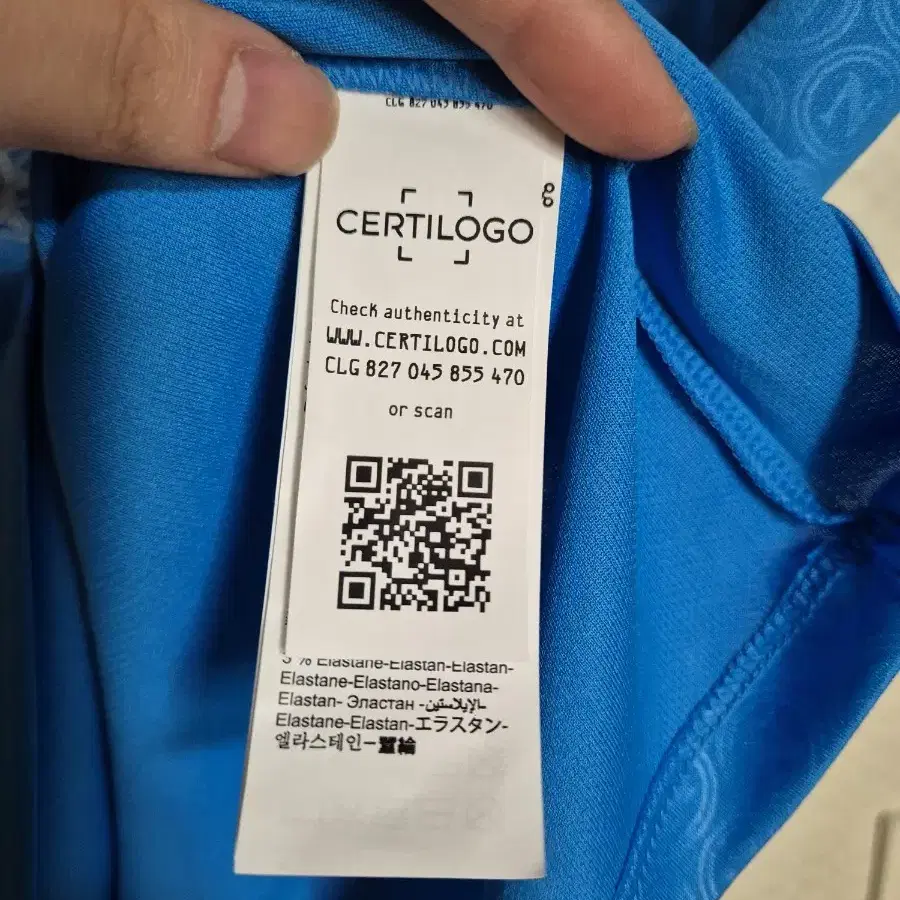 CLG 827 045 855 470
CERTILOGO
Check authenticity at
WWW.CERTILOGO.COM
CLG 827 045 855 470
or scan
% Elastane-Elastan-Elastan-
Elastane-Elastano-Elastana-
Elastan- Эластан -الإيلاستين-
Elastane-Elastan-エラスタン-
엘라스테인-